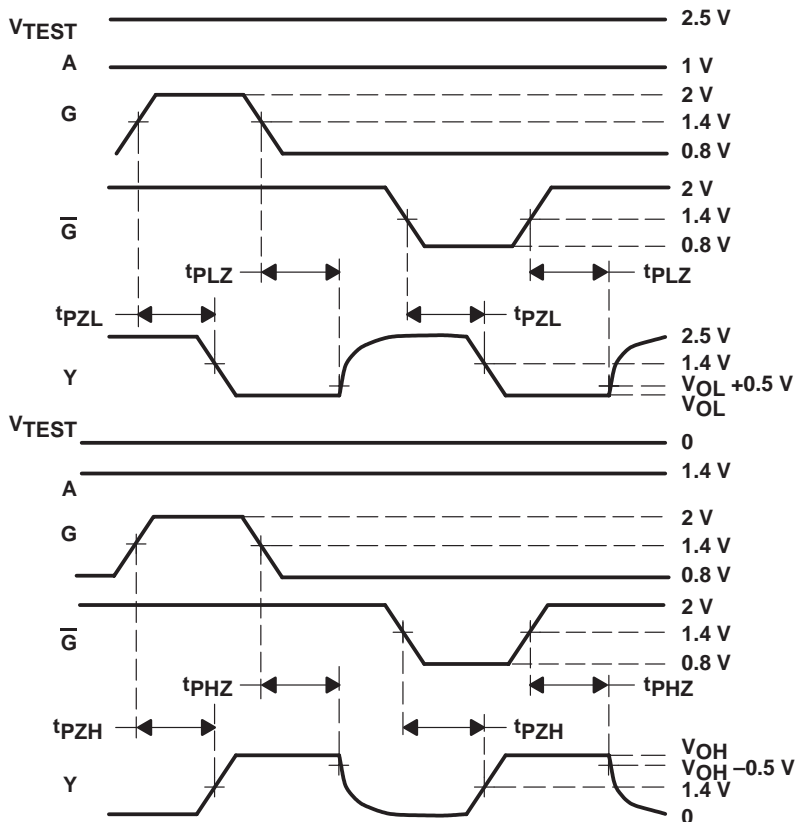 VTEST 2.5 V
A 1 V
2 V
G 1.4 V
0.8 V
2 V
G̅ 1.4 V
0.8 V
tPLZ tPLZ
tPZL tPZL
2.5 V
1.4 V
Y VOL +0.5 V
VOL
VTEST 0
A 1.4 V
2 V
G 1.4 V
0.8 V
2 V
G̅ 1.4 V
0.8 V
tPHZ tPHZ
tPZH tPZH
VOH
VOH –0.5 V
Y 1.4 V
0